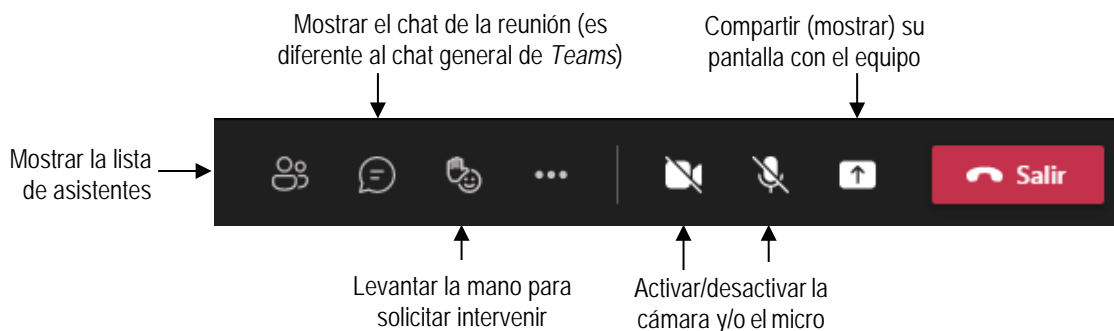 Mostrar el chat de la reunión (es
diferente al chat general de Teams)
Compartir (mostrar) su
pantalla con el equipo
Mostrar la lista
de asistentes
Salir
Levantar la mano para
solicitar intervenir
Activar/desactivar la
cámara y/o el micro